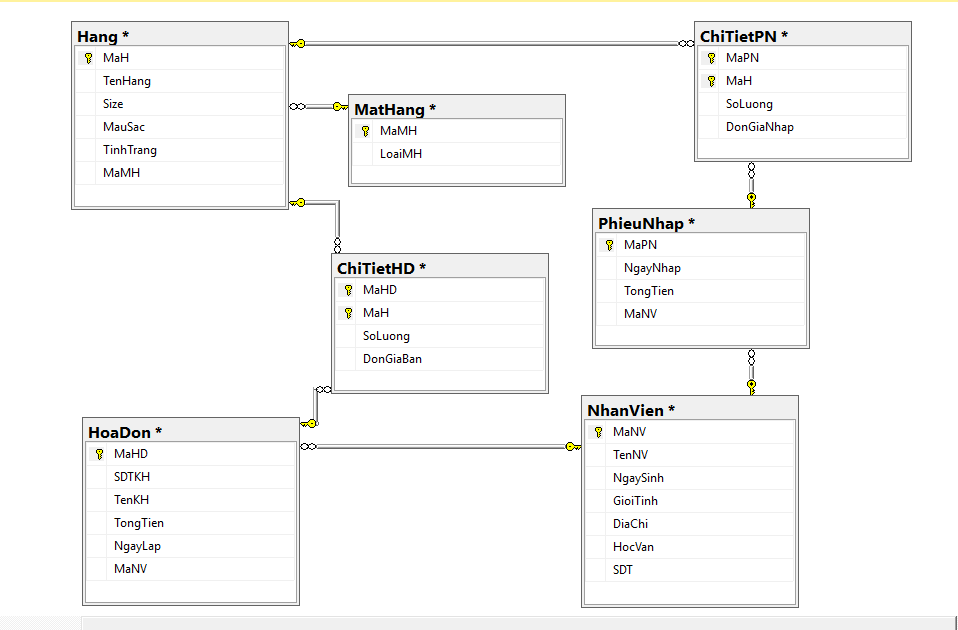 Hang *
MaH
TenHang
Size
MauSac
TinhTrang
MaMH
MatHang *
MaMH
LoaiMH
ChiTietPN *
MaPN
MaH
SoLuong
DonGiaNhap
PhieuNhap *
MaPN
NgayNhap
TongTien
MaNV
ChiTietHD *
MaHD
MaH
SoLuong
DonGiaBan
HoaDon *
MaHD
SDTKH
TenKH
TongTien
NgayLap
MaNV
NhanVien *
MaNV
TenNV
NgaySinh
GioiTinh
DiaChi
HocVan
SDT